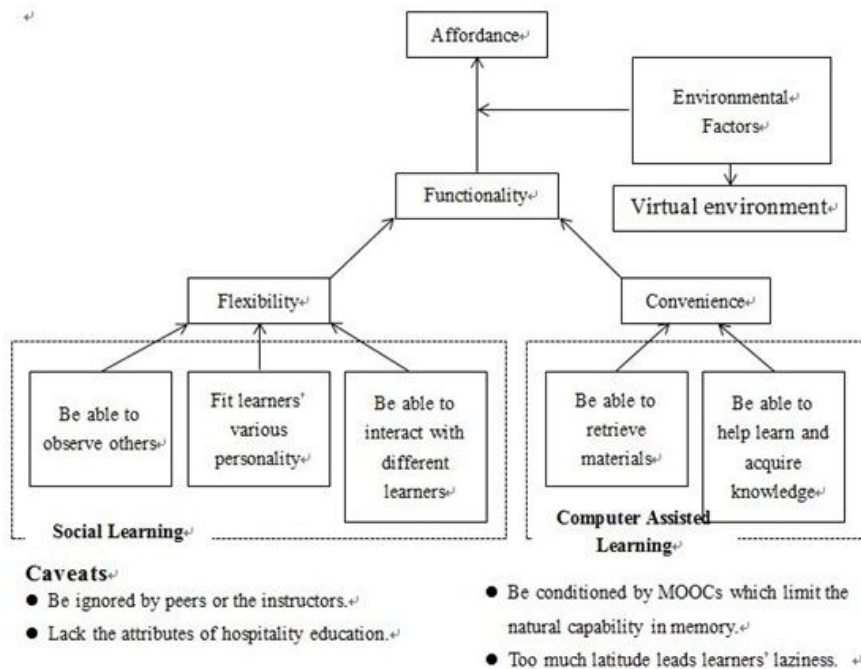 Affordance
Environmental
Factors
Functionality
Virtual environment
Flexibility
Convenience
Be able to
observe others
Fit learners’
various
personality
Be able to
interact with
different
learners
Be able to
retrieve
materials
Be able to
help learn and
acquire
knowledge
Social Learning
Computer Assisted
Learning
Caveats
● Be ignored by peers or the instructors.
● Lack the attributes of hospitality education.
● Be conditioned by MOOCs which limit the
natural capability in memory.
● Too much latitude leads learners’ laziness.